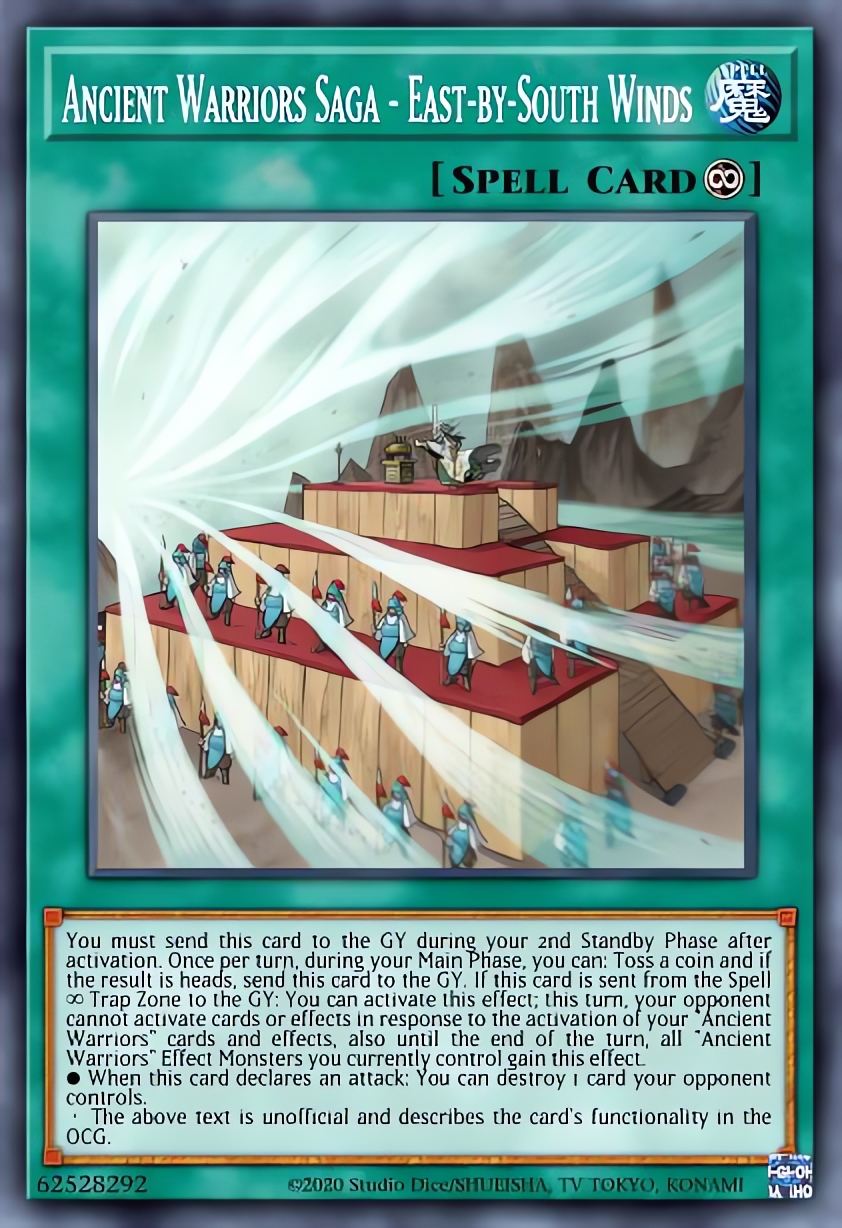 ANCIENT WARRIORS SAGA - EAST-BY-SOUTH WINDS
魔
[SPELL CARD]
You must send this card to the GY during your 2nd Standby Phase after
activation. Once per turn, during your Main Phase, you can: Toss a coin and if
the result is heads, send this card to the GY. If this card is sent from the Spell
∞ Trap Zone to the GY: You can activate this effect; this turn, your opponent
cannot activate cards or effects in response to the activation of your "Ancient
Warriors" cards and effects, also until the end of the turn, all "Ancient
Warriors" Effect Monsters you currently control gain this effect.
● When this card declares an attack: You can destroy 1 card your opponent
controls.
· The above text is unofficial and describes the card's functionality in the
OCG.
62528292
©2020 Studio Dice/SHUEISHA, TV TOKYO, KONAMI